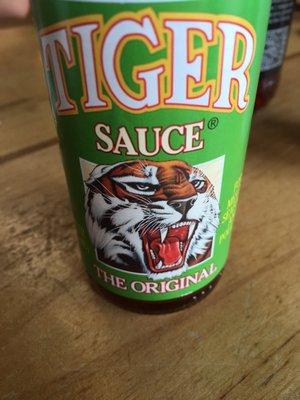 TIGER
SAUCE®
THE ORIGINAL